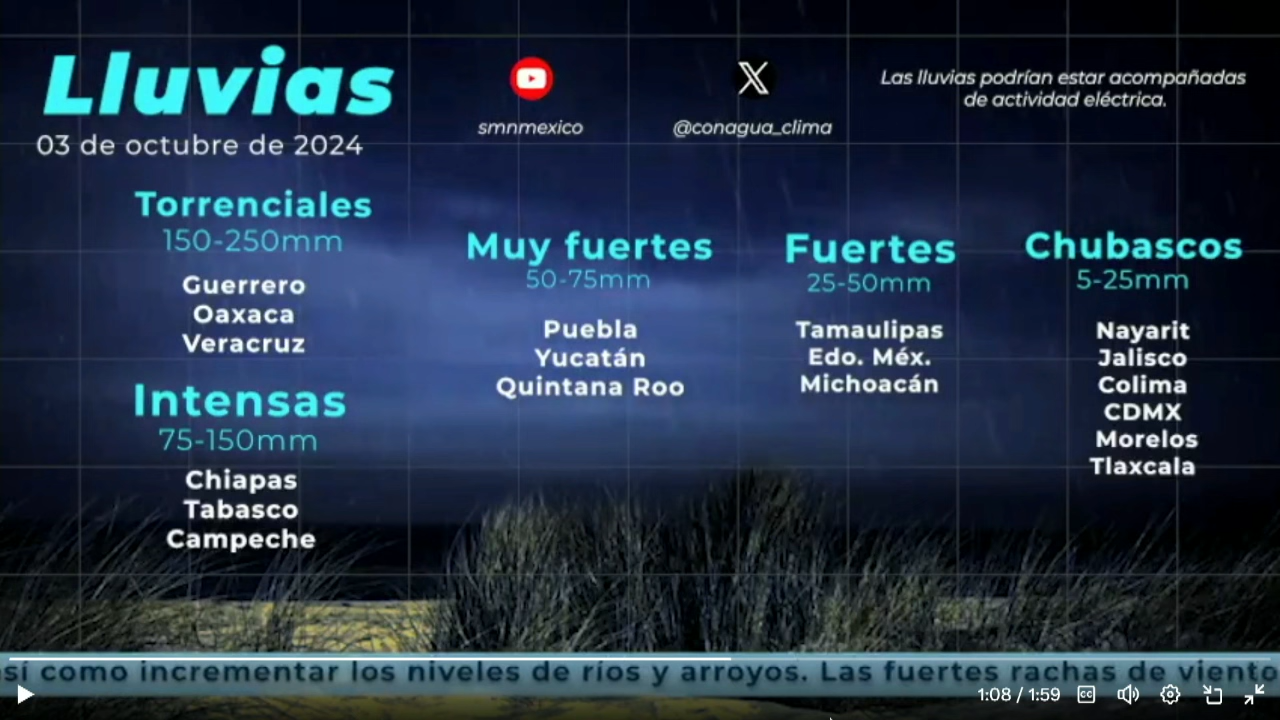 Lluvias
03 de octubre de 2024
smnmexico
@conagua_clima
Las lluvias podrían estar acompañadas
de actividad eléctrica.
Torrenciales
150-250mm
Guerrero
Oaxaca
Veracruz
Intensas
75-150mm
Chiapas
Tabasco
Campeche
Muy fuertes
50-75mm
Puebla
Yucatán
Quintana Roo
Fuertes
25-50mm
Tamaulipas
Edo. Méx.
Michoacán
Chubascos
5-25mm
Nayarit
Jalisco
Colima
CDMX
Morelos
Tlaxcala
sí como incrementar los niveles de ríos y arroyos. Las fuertes rachas de viento
1:08 / 1:59
CC